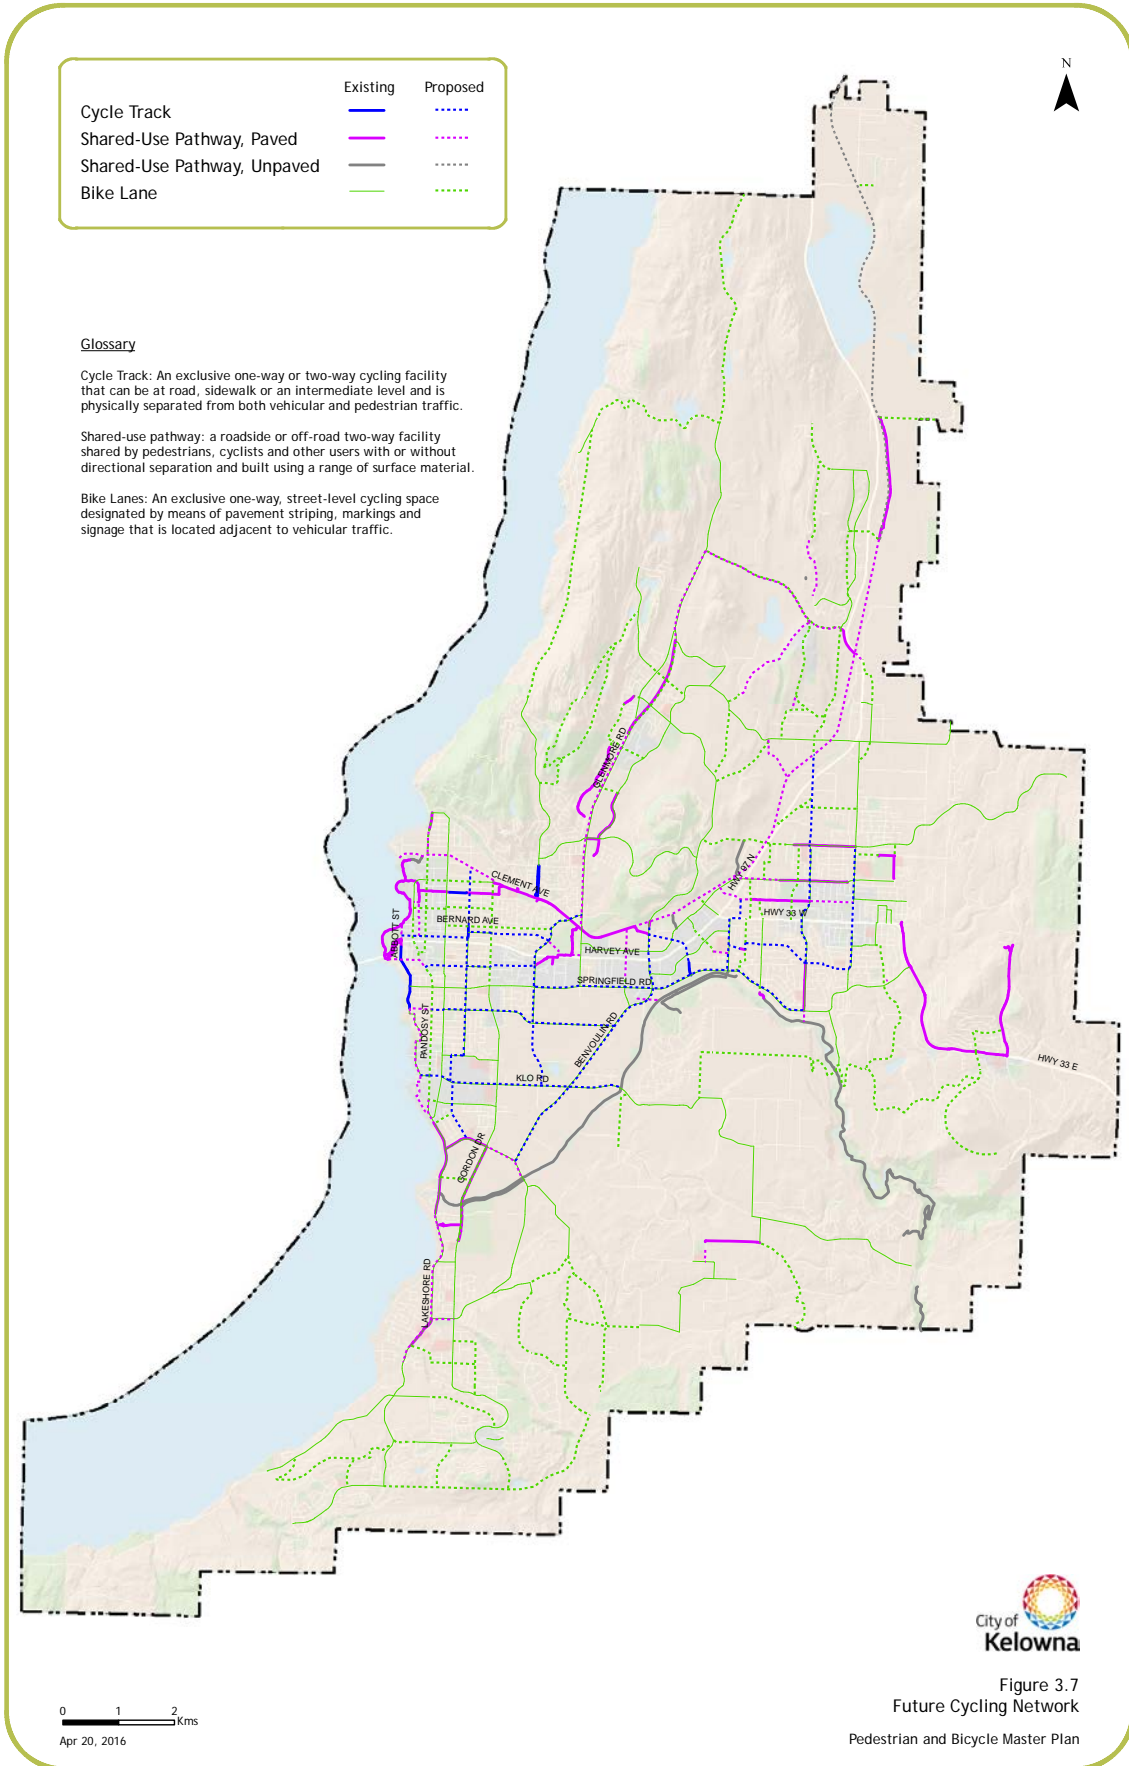 Existing Proposed
Cycle Track
Shared-Use Pathway, Paved
Shared-Use Pathway, Unpaved
Bike Lane
N
Glossary
Cycle Track: An exclusive one-way or two-way cycling facility
that can be at road, sidewalk or an intermediate level and is
physically separated from both vehicular and pedestrian traffic.
Shared-use pathway: a roadside or off-road two-way facility
shared by pedestrians, cyclists and other users with or without
directional separation and built using a range of surface material.
Bike Lanes: An exclusive one-way, street-level cycling space
designated by means of pavement striping, markings and
signage that is located adjacent to vehicular traffic.
GLENMORE RD
CLEMENT AVE
HWY 97 N
ABBOTT ST
BERNARD AVE
HWY 33 W
HARVEY AVE
SPRINGFIELD RD
PANDOSY ST
BENVOULIN RD
KLO RD
HWY 33 E
GORDON DR
LAKESHORE RD
City of
Kelowna
Figure 3.7
Future Cycling Network
Pedestrian and Bicycle Master Plan
0 1 2
Kms
Apr 20, 2016